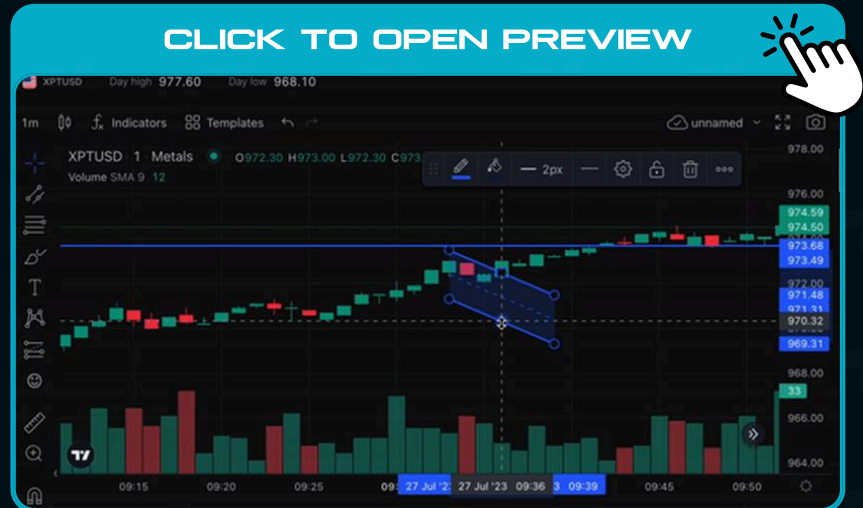 CLICK TO OPEN PREVIEW
XPTUSD Day high 977.60 Day low 968.10
1m Indicators Templates unnamed
XPTUSD · 1 · Metals O972.30 H973.00 L972.30 C973
Volume SMA 9 12
2px
978.00
976.00
974.59
974.50
973.68
973.49
972.00
971.48
970.32
969.31
968.00
33
966.00
964.00
09:15 09:20 09:25 09: 27 Jul '2 27 Jul '23 09:36 3 09:39 09:45 09:50